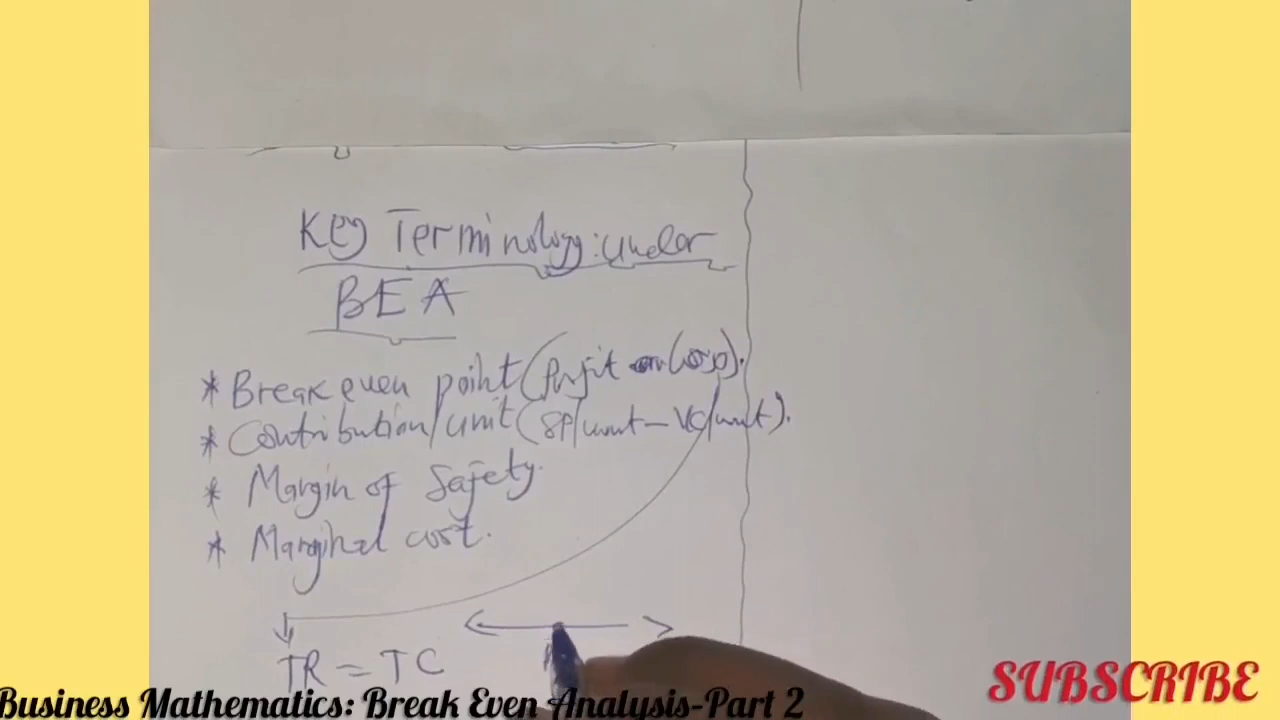 Key Terminology: under
BEA
* Break even point (Profit or loss).
* Contribution/unit (SP/unit – VC/unit).
* Margin of Safety.
* Marginal cost.
TR = TC
Business Mathematics: Break Even Analysis-Part 2
SUBSCRIBE